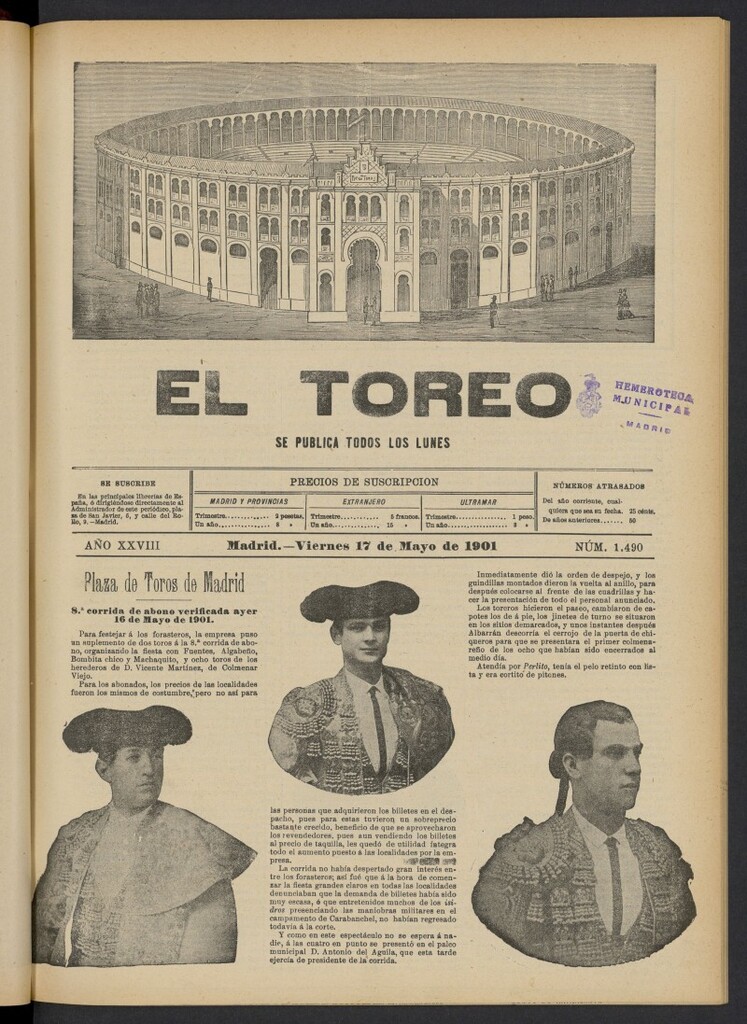 EL TOREO
HEMEROTECA
MUNICIPAL
MADRID
SE PUBLICA TODOS LOS LUNES
SE SUSCRIBE
En las principales librerías de Es-
paña, ó dirigiéndose directamente al
Administrador de este periódico, pla-
za de San Javier, 6, y calle del Ro-
llo, 2.—Madrid.
PRECIOS DE SUSCRIPCION
MADRID Y PROVINCIAS
Trimestre............. 2 pesetas.
Un año................ 8 »
EXTRANJERO
Trimestre.............. 5 francos.
Un año................ 15 »
ULTRAMAR
Trimestre................ 1 peso.
Un año................... 3 »
NÚMEROS ATRASADOS
Del año corriente, cual-
quiera que sea su fecha. 25 cénts.
De años anteriores....... 50
AÑO XXVIII
Madrid.—Viernes 17 de Mayo de 1901
NÚM. 1.490
Plaza de Toros de Madrid
8.ª corrida de abono verificada ayer
16 de Mayo de 1901.
Para festejar á los forasteros, la empresa puso
un suplemento de dos toros á la 8.ª corrida de abo-
no, organizando la fiesta con Fuentes, Algabeño,
Bombita chico y Machaquito, y ocho toros de los
herederos de D. Vicente Martínez, de Colmenar
Viejo.
Para los abonados, los precios de las localidades
fueron los mismos de costumbre, pero no así para
las personas que adquirieron los billetes en el des-
pacho, pues para estas tuvieron un sobreprecio
bastante crecido, beneficio de que se aprovecharon
los revendedores, pues aun vendiendo los billetes
al precio de taquilla, les quedó de utilidad íntegra
todo el aumento puesto á las localidades por la em-
presa.
La corrida no había despertado gran interés en-
tre los forasteros; así fué que á la hora de comen-
zar la fiesta grandes claros en todas las localidades
denunciaban que la demanda de billetes había sido
muy escasa, ó que entretenidos muchos de los isi-
dros presenciando las maniobras militares en el
campamento de Carabanchel, no habían regresado
todavía á la corte.
Y como en este espectáculo no se espera á na-
die, á las cuatro en punto se presentó en el palco
municipal D. Antonio del Aguila, que esta tarde
ejercía de presidente de la corrida.
Inmediatamente dió la orden de despejo, y los
guindillas montados dieron la vuelta al anillo, para
después colocarse al frente de las cuadrillas y ha-
cer la presentación de todo el personal anunciado.
Los toreros hicieron el paseo, cambiaron de ca-
potes los de á pie, los jinetes de turno se situaron
en los sitios demarcados, y unos instantes después
Albarrán descorría el cerrojo de la puerta de chi-
queros para que se presentara el primer colmena-
reño de los ocho que habían sido encerrados al
medio día.
Atendía por Perlito, tenía el pelo retinto con lis-
ta y era cortito de pitones.